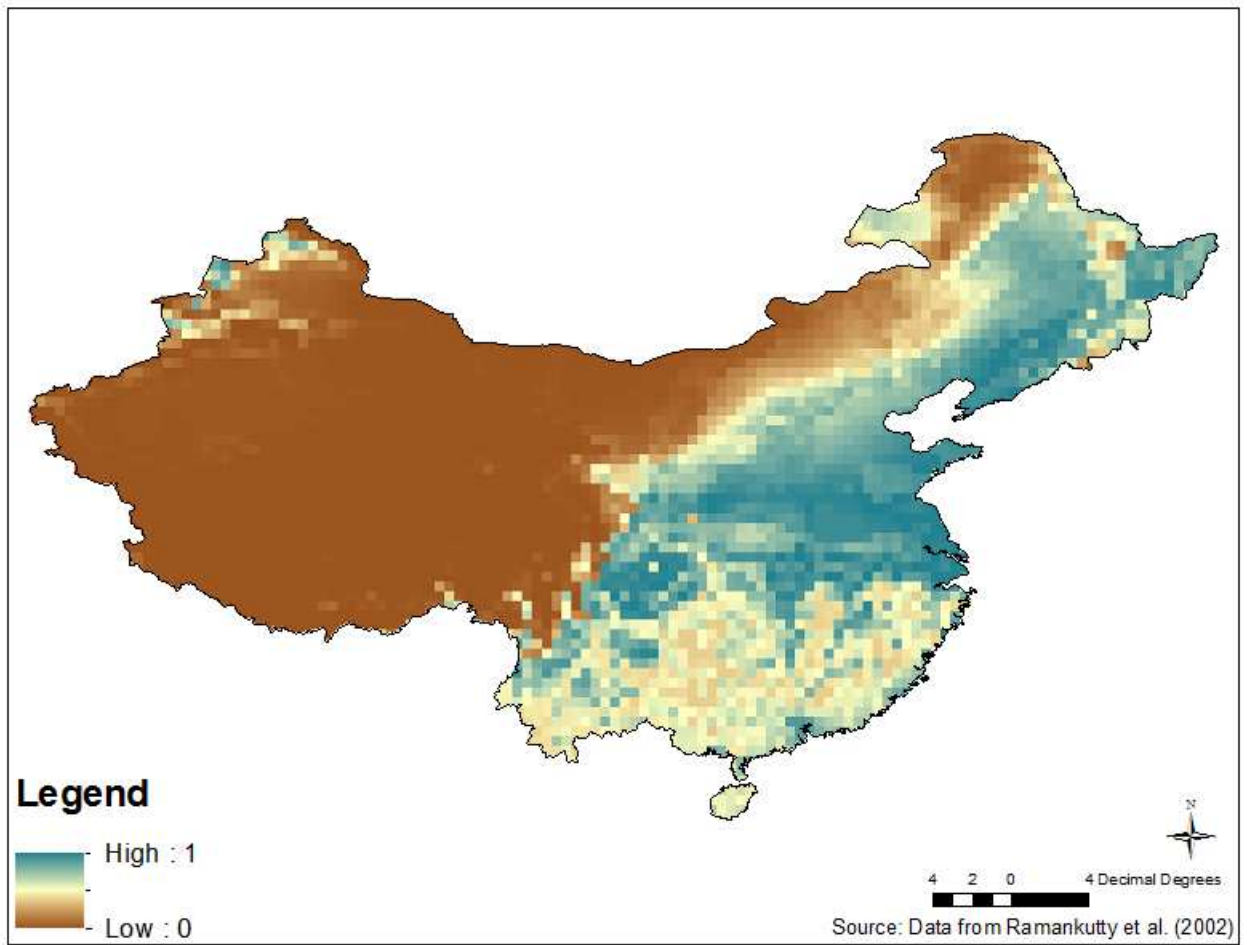 Legend
High : 1
Low : 0
N
4 2 0 4 Decimal Degrees
Source: Data from Ramankutty et al. (2002)